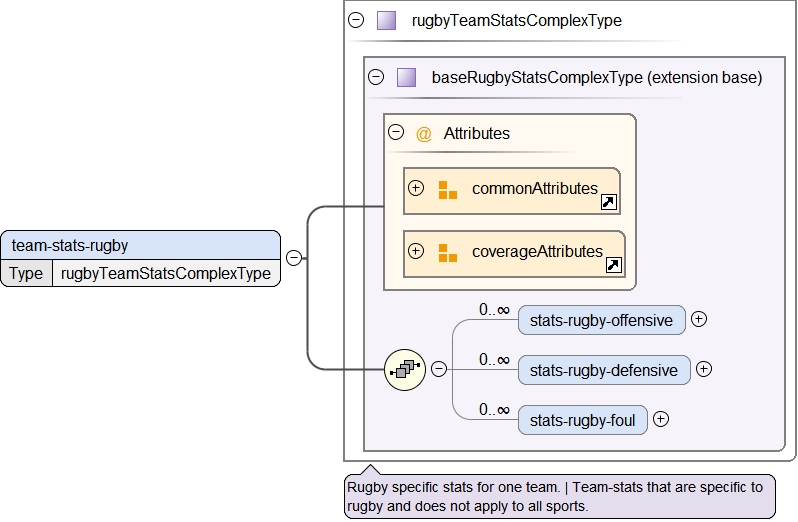 rugbyTeamStatsComplexType
baseRugbyStatsComplexType (extension base)
@ Attributes
commonAttributes
coverageAttributes
team-stats-rugby
Type rugbyTeamStatsComplexType
0..∞
stats-rugby-offensive
0..∞
stats-rugby-defensive
0..∞
stats-rugby-foul
Rugby specific stats for one team. | Team-stats that are specific to
rugby and does not apply to all sports.